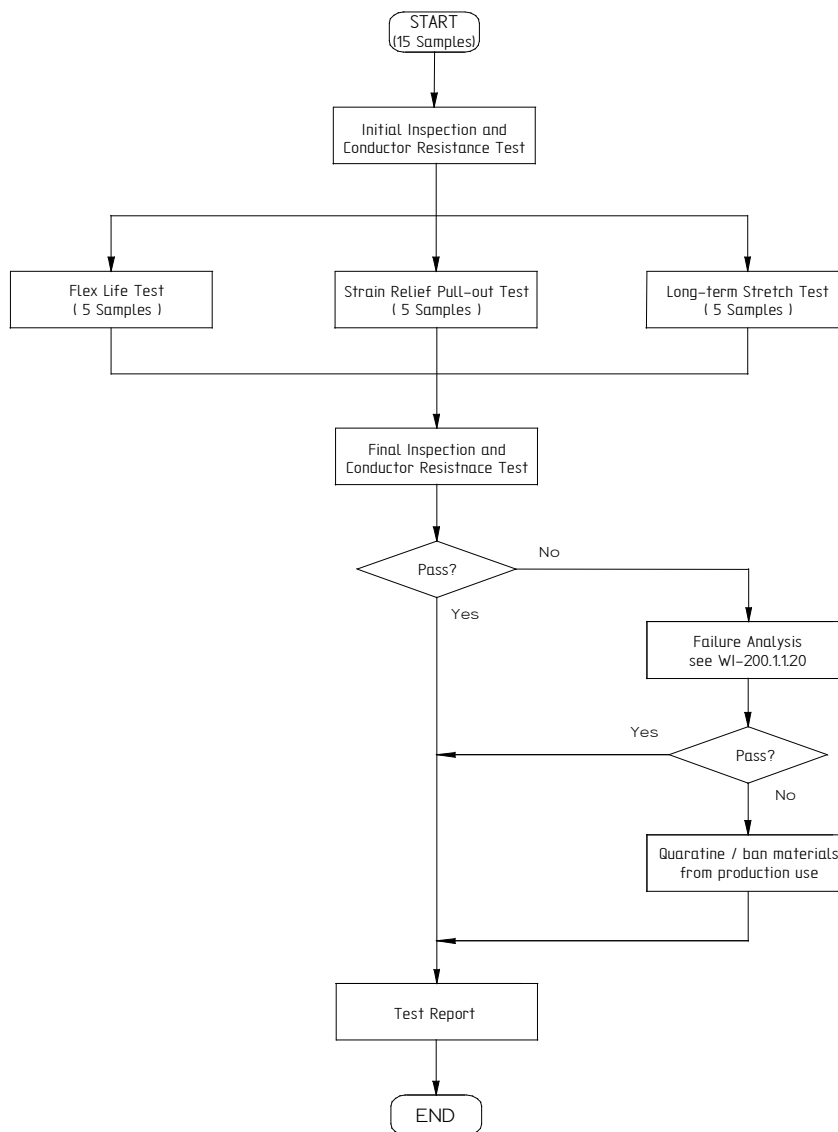 START
(15 Samples)
Initial Inspection and
Conductor Resistance Test
Flex Life Test
( 5 Samples )
Strain Relief Pull-out Test
( 5 Samples )
Long-term Stretch Test
( 5 Samples )
Final Inspection and
Conductor Resistnace Test
Pass?
No
Yes
Failure Analysis
see WI-200.1.1.20
Yes
Pass?
No
Quaratine / ban materials
from production use
Test Report
END